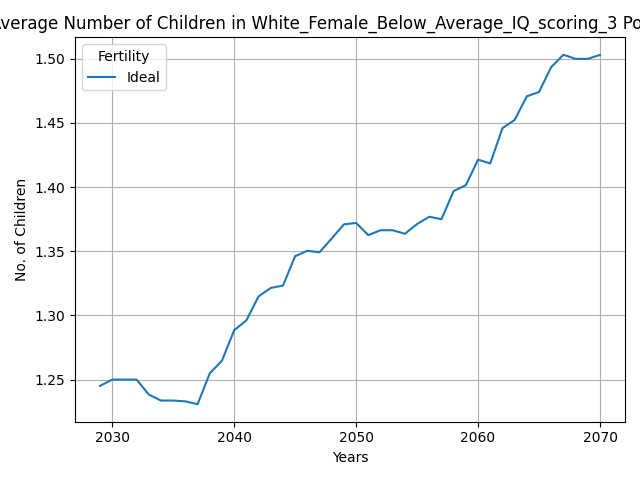 Average Number of Children in White_Female_Below_Average_IQ_scoring_3 Po
Fertility
Ideal
No. of Children
1.50
1.45
1.40
1.35
1.30
1.25
2030 2040 2050 2060 2070
Years